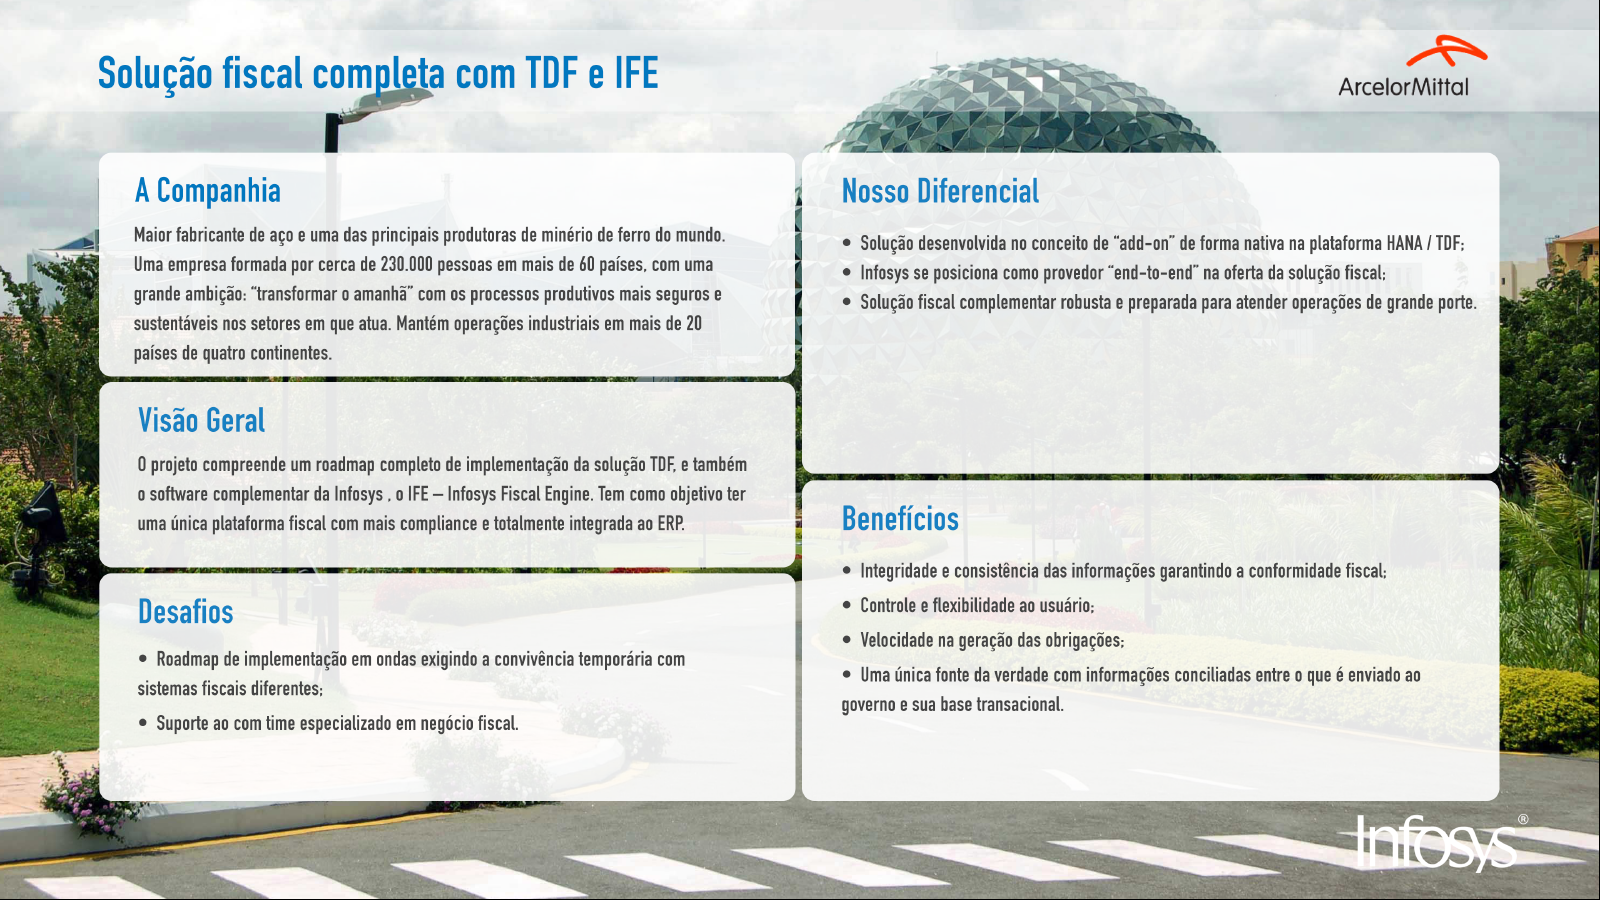 Solução fiscal completa com TDF e IFE
ArcelorMittal
A Companhia
Maior fabricante de aço e uma das principais produtoras de minério de ferro do mundo.
Uma empresa formada por cerca de 230.000 pessoas em mais de 60 países, com uma
grande ambição: “transformar o amanhã” com os processos produtivos mais seguros e
sustentáveis nos setores em que atua. Mantém operações industriais em mais de 20
países de quatro continentes.
Visão Geral
O projeto compreende um roadmap completo de implementação da solução TDF, e também
o software complementar da Infosys , o IFE – Infosys Fiscal Engine. Tem como objetivo ter
uma única plataforma fiscal com mais compliance e totalmente integrada ao ERP.
Desafios
• Roadmap de implementação em ondas exigindo a convivência temporária com
sistemas fiscais diferentes;
• Suporte ao com time especializado em negócio fiscal.
Nosso Diferencial
• Solução desenvolvida no conceito de “add-on” de forma nativa na plataforma HANA / TDF;
• Infosys se posiciona como provedor “end-to-end” na oferta da solução fiscal;
• Solução fiscal complementar robusta e preparada para atender operações de grande porte.
Benefícios
• Integridade e consistência das informações garantindo a conformidade fiscal;
• Controle e flexibilidade ao usuário;
• Velocidade na geração das obrigações;
• Uma única fonte da verdade com informações conciliadas entre o que é enviado ao
governo e sua base transacional.
Infosys®